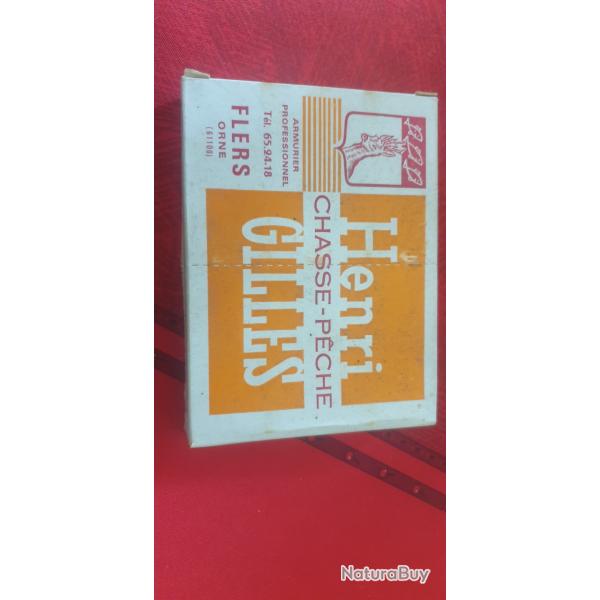 ARMURIER
PROFESSIONNEL
Tél. 65.24.18
FLERS
ORNE
(61100)
Henri
CHASSE-PÊCHE
GILLES
NaturaBuy